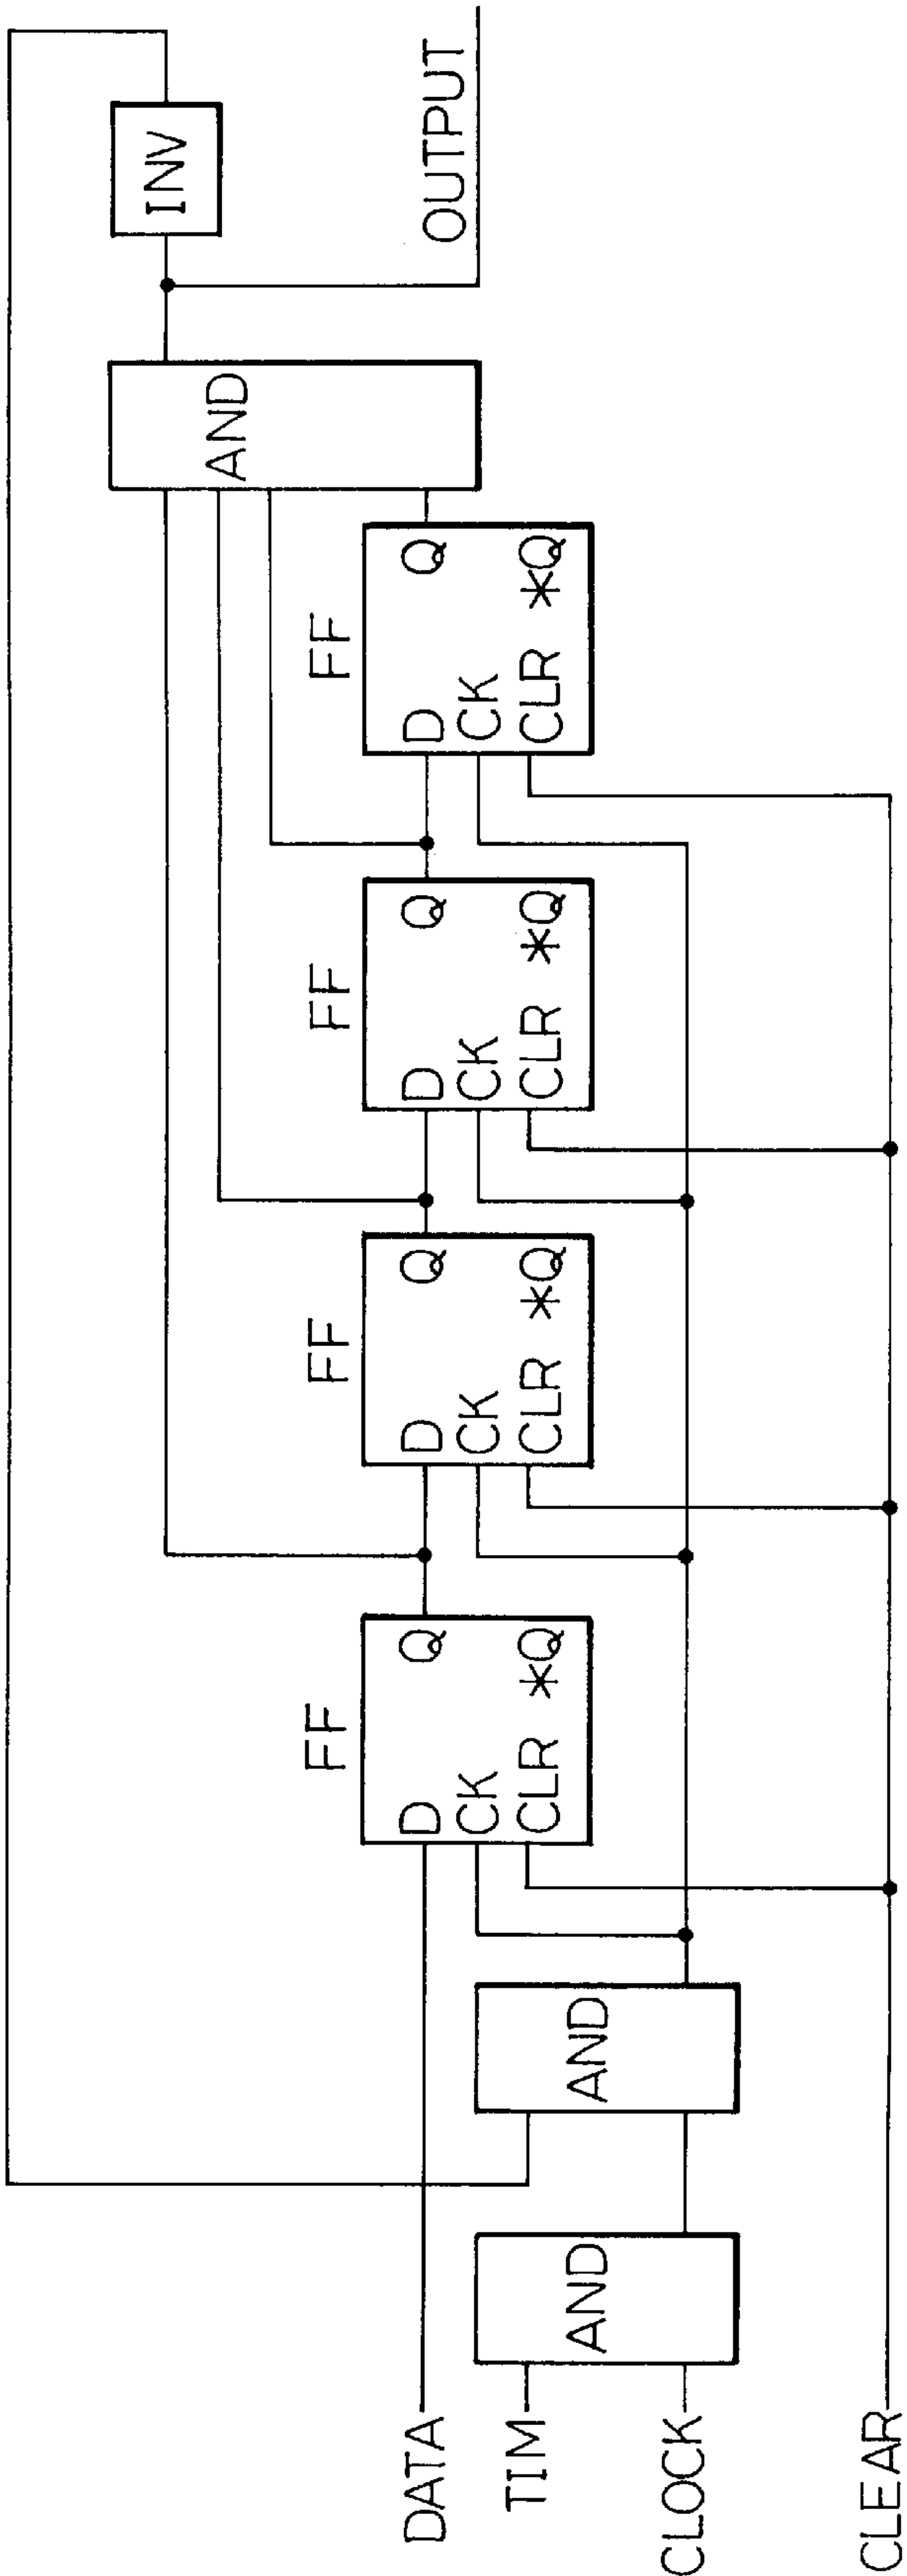 INV
OUTPUT
AND
FF
D Q
CK
CLR *Q
FF
D Q
CK
CLR *Q
FF
D Q
CK
CLR *Q
FF
D Q
CK
CLR *Q
AND
AND
DATA
TIM
CLOCK
CLEAR